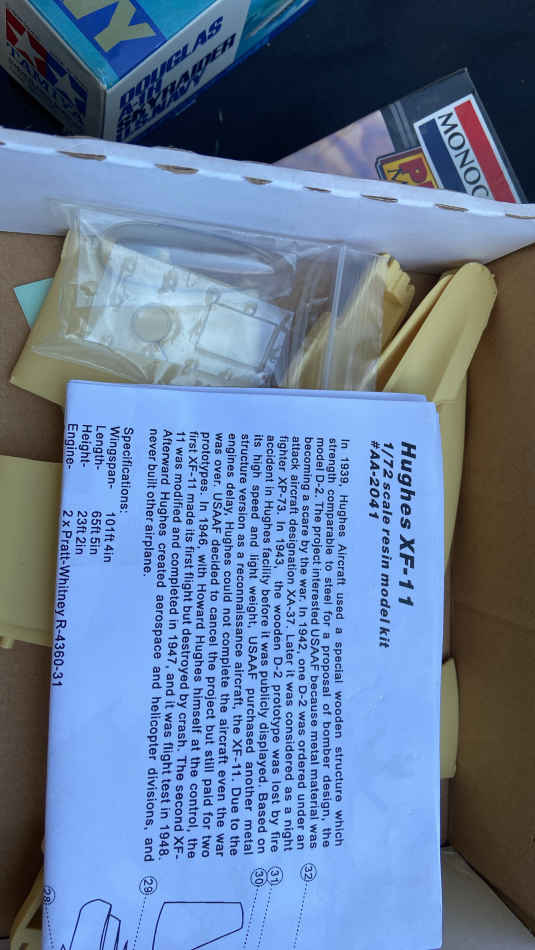 TAMIYA
DOUGLAS
SKYRAIDER
MONOG
Hughes XF-11
1/72 scale resin model kit
#AA-2041
In 1939, Hughes Aircraft used a special wooden structure which
strength comparable to steel for a proposal of bomber design, the
model D-2. The project interested USAAF because metal material was
becoming a scare by the war. In 1942, one D-2 was ordered under an
attack aircraft designation XA-37. Later it was considered as a night
fighter XP-73. In 1943, the wooden D-2 prototype was lost by fire
accident in Hughes facility before it was publicly displayed. Based on
its high speed and light weight, USAAF purchased another metal
structure version as a reconnaissance aircraft, the XF-11. Due to the
engines delay, Hughes could not complete the aircraft even the war
was over. USAAF decided to cancel the project but still paid for two
prototypes. In 1946, with Howard Hughes himself at the control, the
first XF-11 made its first flight but destroyed by crash. The second XF-
11 was modified and completed in 1947, and it was flight test in 1948.
Afterward Hughes created aerospace and helicopter divisions, and
never built other airplane.
Specifications:
Wingspan- 101ft 4in
Length- 65ft 5in
Height- 23ft 2in
Engine- 2 x Pratt-Whitney R-4360-31
32
31
30
29
28